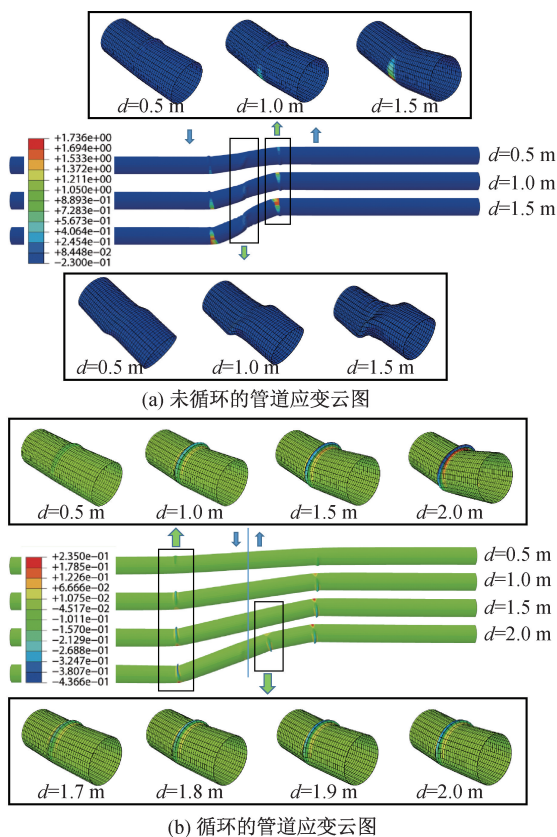 d=0.5 m d=1.0 m d=1.5 m
+1.736e+00
+1.694e+00
+1.533e+00
+1.372e+00
+1.211e+00
+1.050e+00
+8.893e-01
+7.283e-01
+5.673e-01
+4.064e-01
+2.454e-01
+8.448e-02
-2.300e-01
d=0.5 m
d=1.0 m
d=1.5 m
d=0.5 m d=1.0 m d=1.5 m
(a) 未循环的管道应变云图
d=0.5 m d=1.0 m d=1.5 m d=2.0 m
+2.350e-01
+1.785e-01
+1.226e-01
+6.666e-02
+1.075e-02
-4.517e-02
-1.011e-01
-1.570e-01
-2.129e-01
-2.688e-01
-3.247e-01
-3.807e-01
-4.366e-01
d=0.5 m
d=1.0 m
d=1.5 m
d=2.0 m
d=1.7 m d=1.8 m d=1.9 m d=2.0 m
(b) 循环的管道应变云图